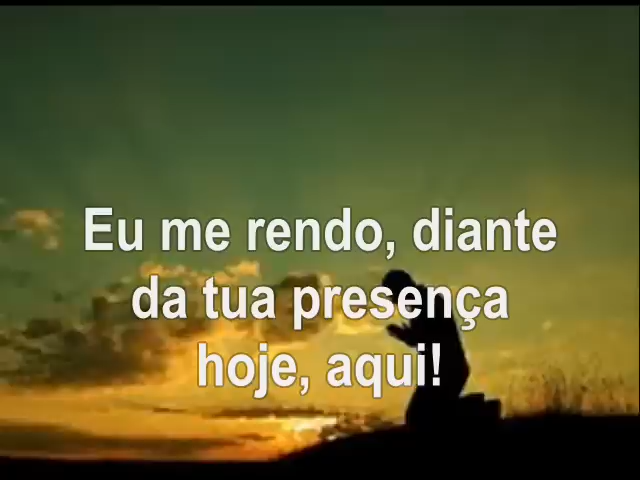 Eu me rendo, diante
da tua presença
hoje, aqui!